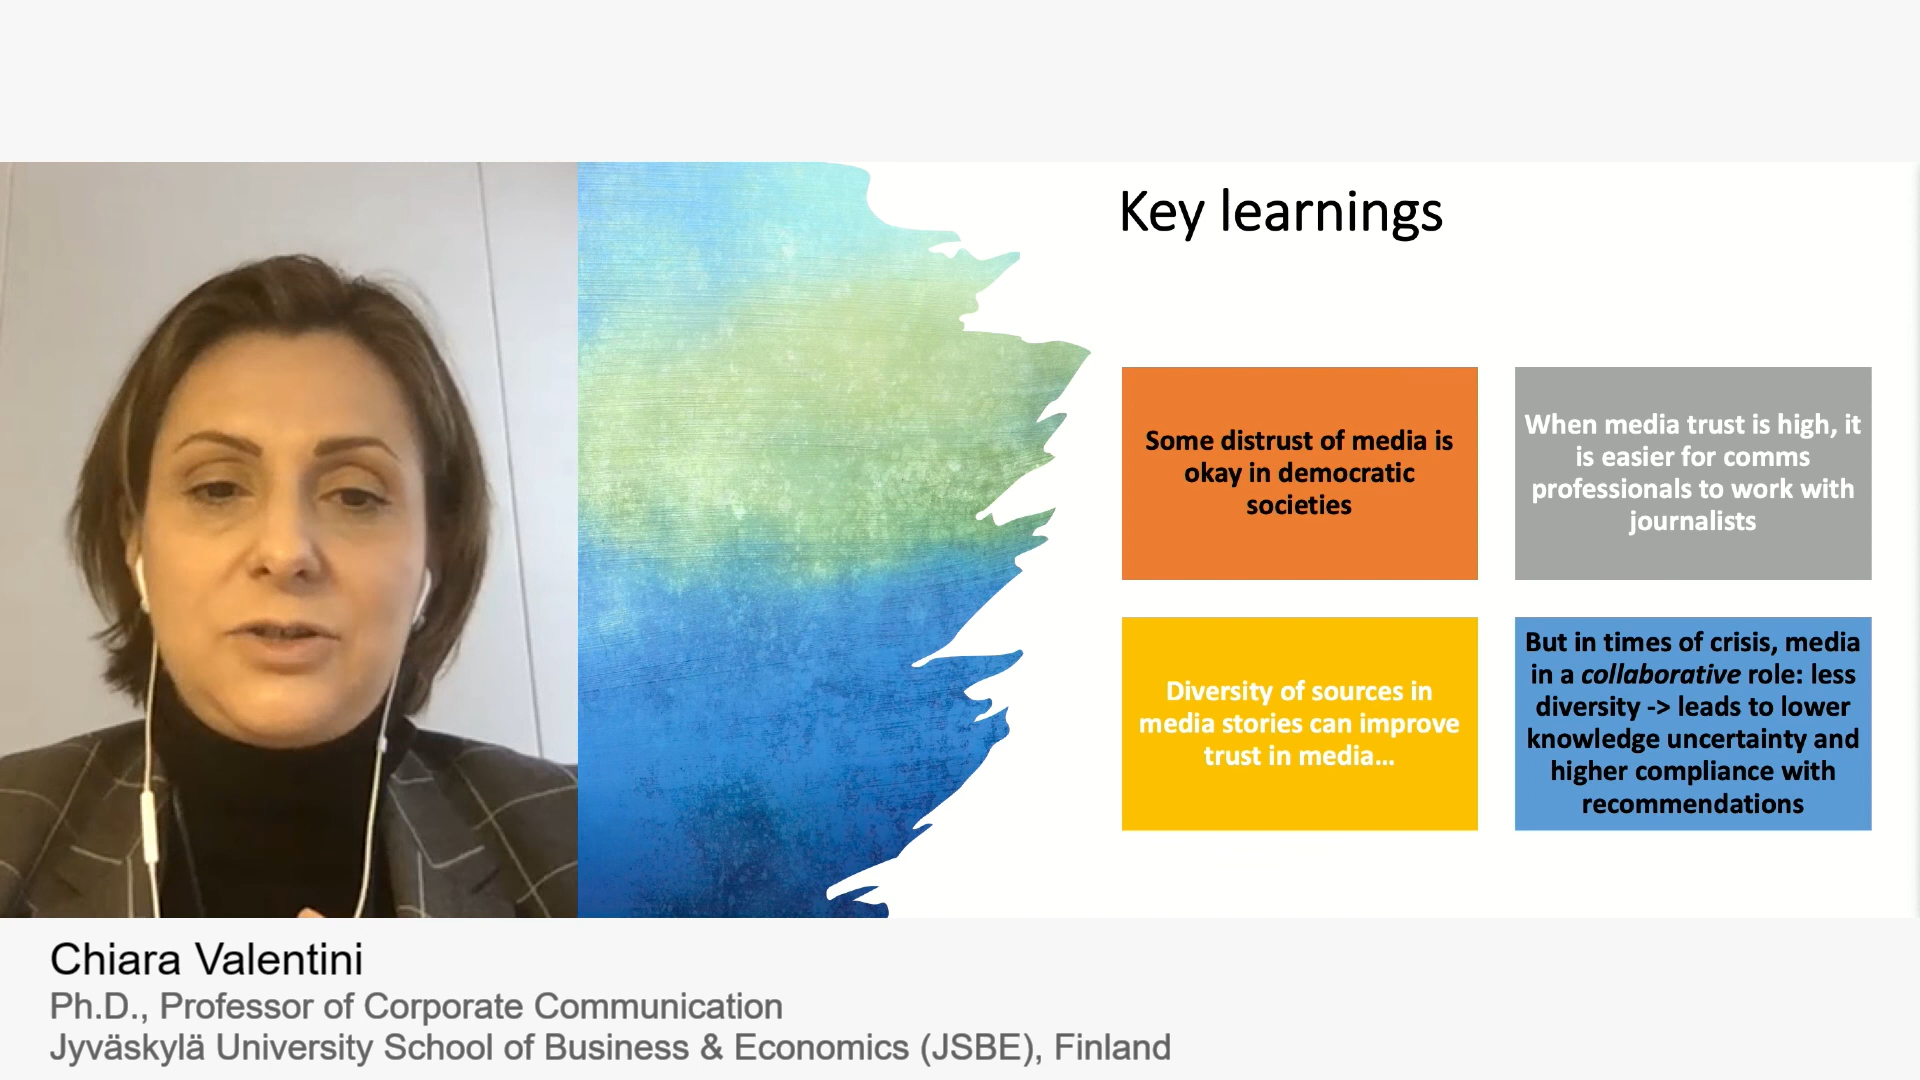 Key learnings
Some distrust of media is
okay in democratic
societies
When media trust is high, it
is easier for comms
professionals to work with
journalists
Diversity of sources in
media stories can improve
trust in media...
But in times of crisis, media
in a collaborative role: less
diversity -> leads to lower
knowledge uncertainty and
higher compliance with
recommendations
Chiara Valentini
Ph.D., Professor of Corporate Communication
Jyväskylä University School of Business & Economics (JSBE), Finland